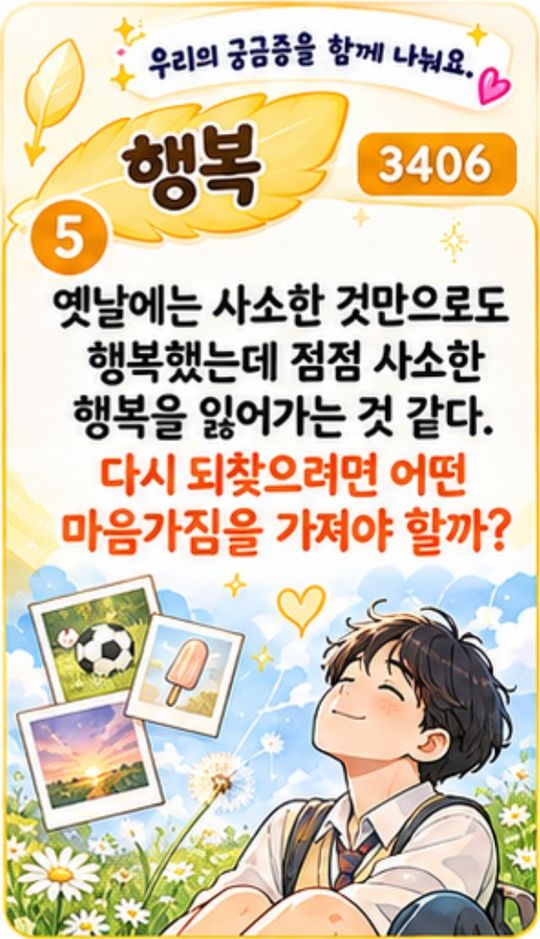 우리의 궁금증을 함께 나눠요.
행복
3406
5
옛날에는 사소한 것만으로도
행복했는데 점점 사소한
행복을 잃어가는 것 같다.
다시 되찾으려면 어떤
마음가짐을 가져야 할까?